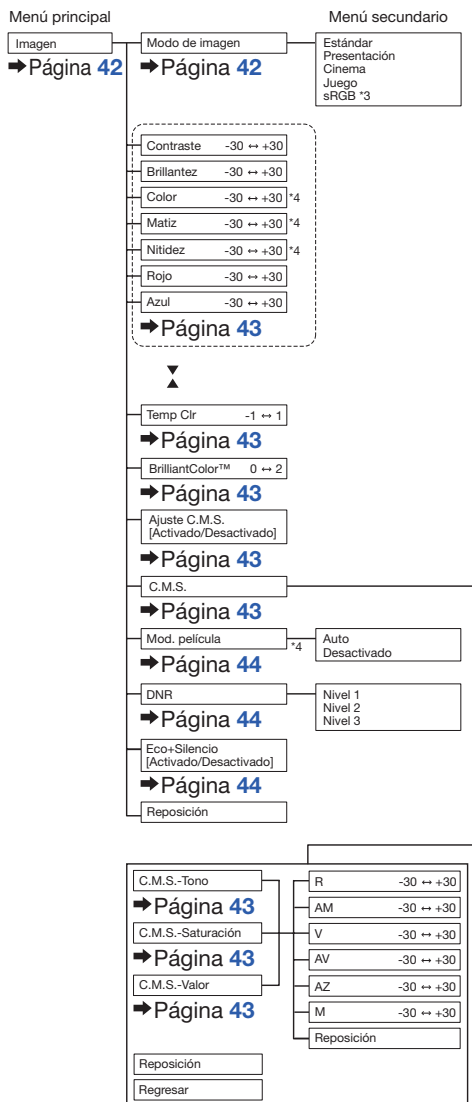 Menú principal
Menú secundario
Imagen
➡Página 42
Modo de imagen
➡Página 42
Estándar
Presentación
Cinema
Juego
sRGB *3
Contraste -30 ↔ +30
Brillantez -30 ↔ +30
Color -30 ↔ +30 *4
Matiz -30 ↔ +30 *4
Nitidez -30 ↔ +30 *4
Rojo -30 ↔ +30
Azul -30 ↔ +30
➡Página 43
Temp Clr -1 ↔ 1
➡Página 43
BrilliantColor™ 0 ↔ 2
➡Página 43
Ajuste C.M.S.
[Activado/Desactivado]
➡Página 43
C.M.S.
➡Página 43
Mod. película *4
➡Página 44
Auto
Desactivado
DNR
➡Página 44
Nivel 1
Nivel 2
Nivel 3
Eco+Silencio
[Activado/Desactivado]
➡Página 44
Reposición
C.M.S.-Tono
➡Página 43
C.M.S.-Saturación
➡Página 43
C.M.S.-Valor
➡Página 43
R -30 ↔ +30
AM -30 ↔ +30
V -30 ↔ +30
AV -30 ↔ +30
AZ -30 ↔ +30
M -30 ↔ +30
Reposición
Reposición
Regresar